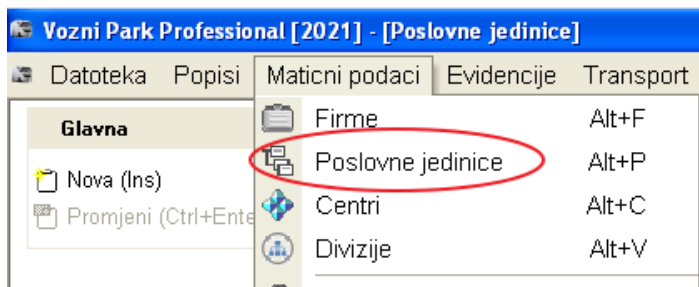 Vozni Park Professional [2021] - [Poslovne jedinice]
Datoteka Popisi Maticni podaci Evidencije Transport
Glavna
Nova (Ins)
Promjeni (Ctrl+Ente
Firme Alt+F
Poslovne jedinice Alt+P
Centri Alt+C
Divizije Alt+V